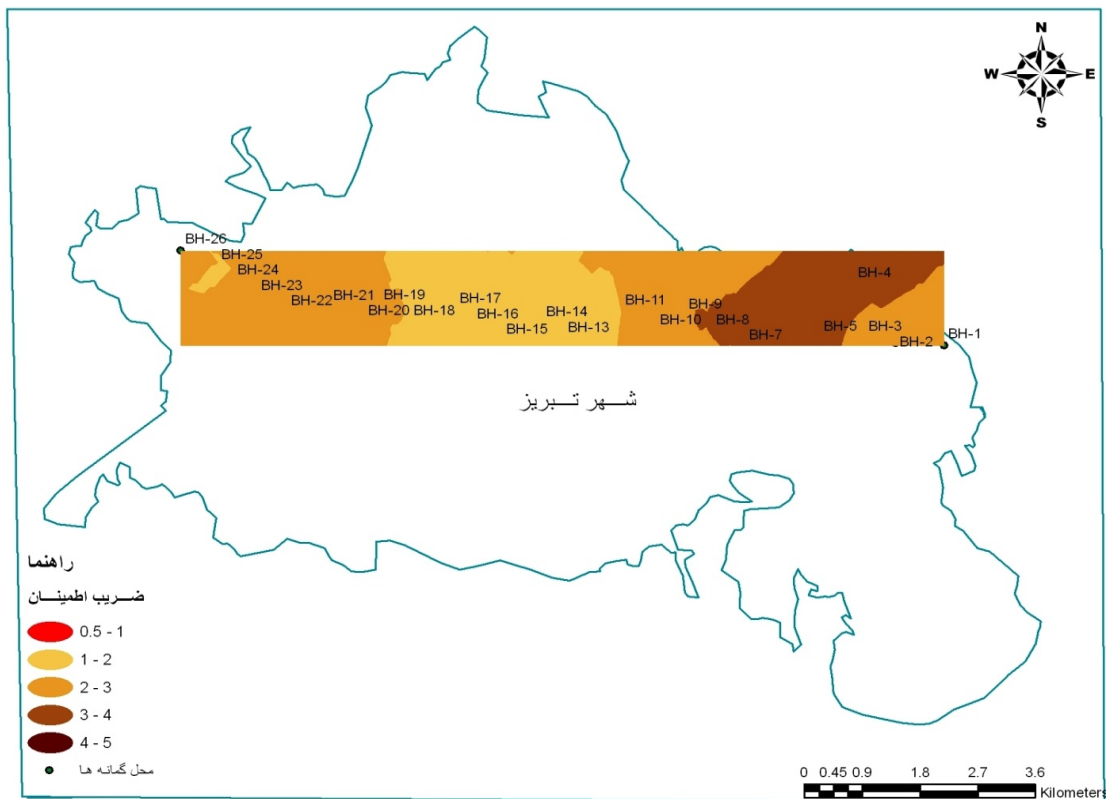 N
W E
S
BH-26
BH-25
BH-24
BH-23
BH-22
BH-21
BH-19
BH-20
BH-18
BH-17
BH-16
BH-15
BH-14
BH-13
BH-11
BH-10
BH-9
BH-8
BH-7
BH-4
BH-5
BH-3
BH-2
BH-1
شهر تبریز
راهنما
ضریب اطمینان
0.5 - 1
1 - 2
2 - 3
3 - 4
4 - 5
محل گمانه ها
0 0.45 0.9 1.8 2.7 3.6
Kilometers